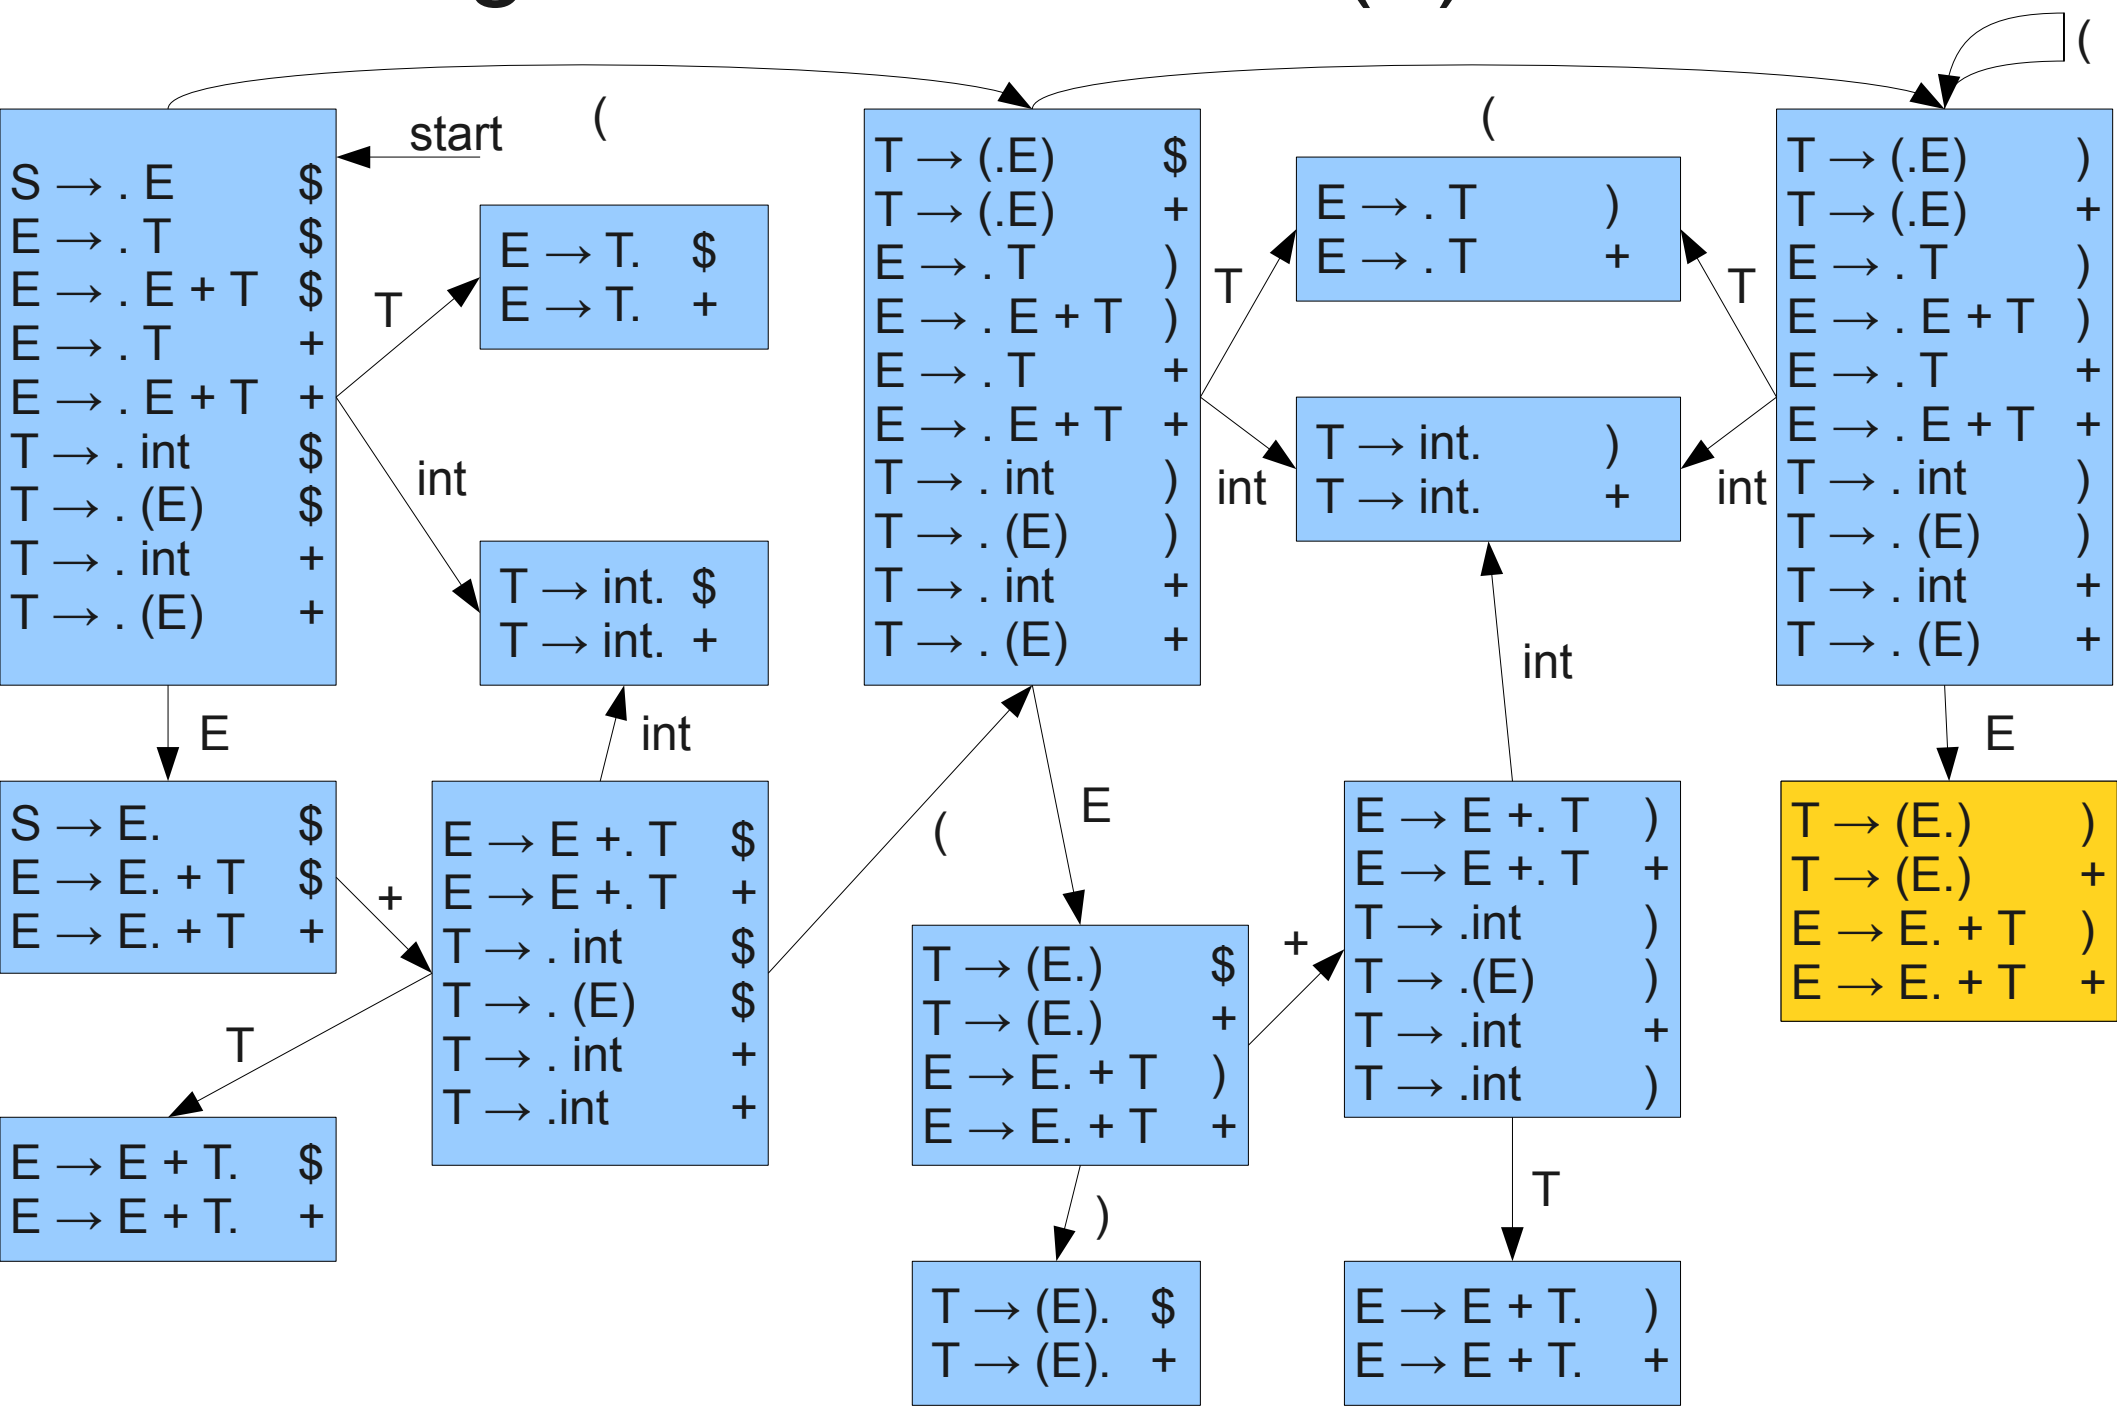 (
start
(
(
S → . E $
E → . T $
E → . E + T $
E → . T +
E → . E + T +
T → . int $
T → . (E) $
T → . int +
T → . (E) +
T
E → T. $
E → T. +
int
T → int. $
T → int. +
T → (.E) $
T → (.E) +
E → . T )
E → . E + T )
E → . T +
E → . E + T +
T → . int )
T → . (E) )
T → . int +
T → . (E) +
T
E → . T )
E → . T +
T
int
T → int. )
T → int. +
int
T → (.E) )
T → (.E) +
E → . T )
E → . E + T )
E → . T +
E → . E + T +
T → . int )
T → . (E) )
T → . int +
T → . (E) +
E
int
int
E
S → E. $
E → E. + T $
E → E. + T +
+
E → E +. T $
E → E +. T +
T → . int $
T → . (E) $
T → . int +
T → .int +
(
E
T → (E.) $
T → (E.) +
E → E. + T )
E → E. + T +
+
E → E +. T )
E → E +. T +
T → .int )
T → .(E) )
T → .int +
T → .int )
T → (E.) )
T → (E.) +
E → E. + T )
E → E. + T +
T
E → E + T. $
E → E + T. +
)
T → (E). $
T → (E). +
T
E → E + T. )
E → E + T. +